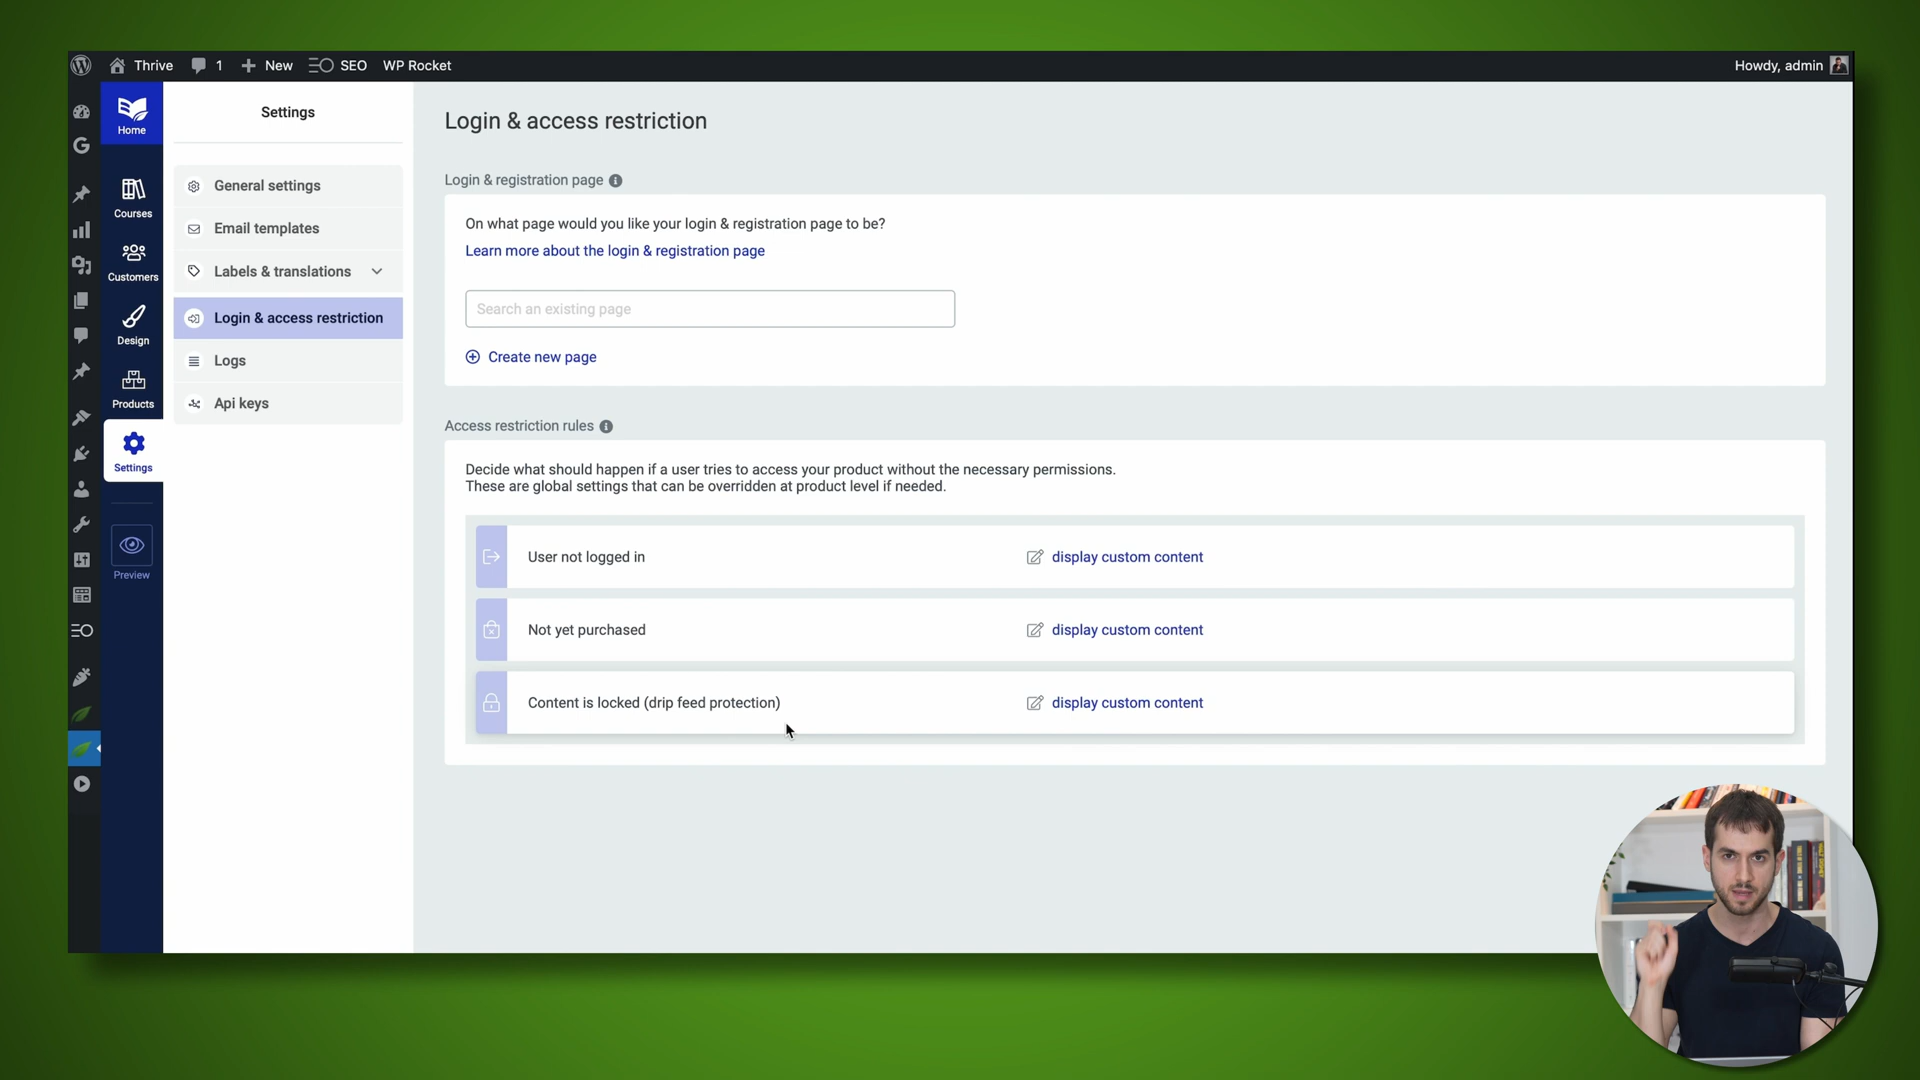 Thrive
1
New
SEO
WP Rocket
Howdy, admin
Home
Courses
Customers
Design
Products
Settings
Preview
Settings
General settings
Email templates
Labels & translations
Login & access restriction
Logs
Api keys
Login & access restriction
Login & registration page
On what page would you like your login & registration page to be?
Learn more about the login & registration page
Search an existing page
Create new page
Access restriction rules
Decide what should happen if a user tries to access your product without the necessary permissions.
These are global settings that can be overridden at product level if needed.
User not logged in
display custom content
Not yet purchased
display custom content
Content is locked (drip feed protection)
display custom content